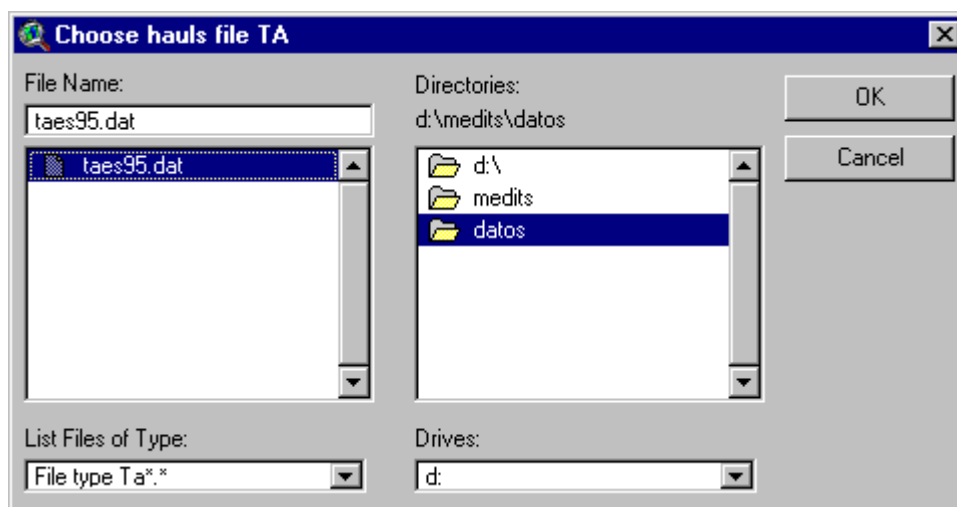 Choose hauls file TA
File Name:
taes95.dat
taes95.dat
List Files of Type:
File type Ta*.*
Directories:
d:\medits\datos
d:\
medits
datos
Drives:
d:
OK
Cancel